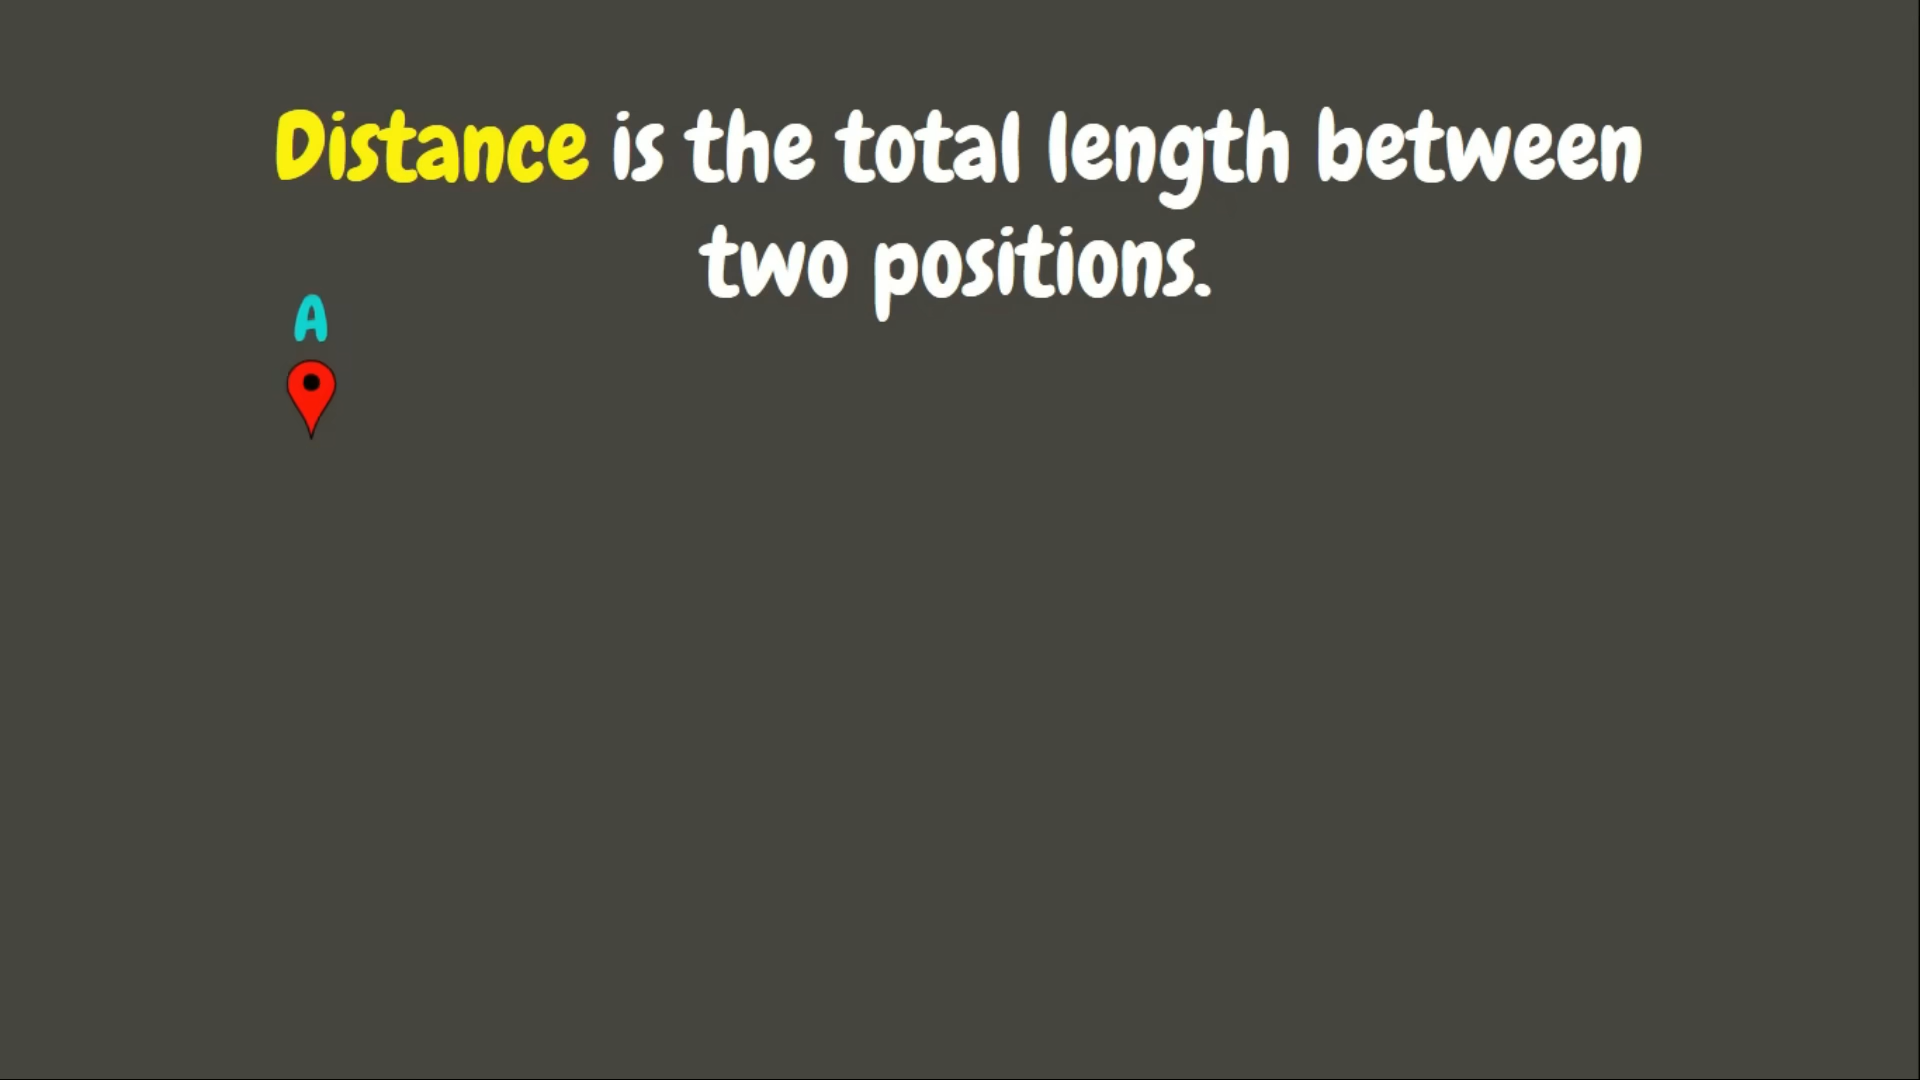 Distance is the total length between
two positions.
A